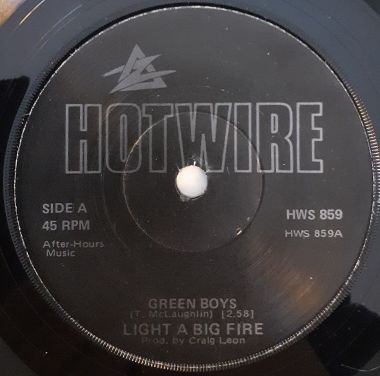 HOTWIRE
SIDE A
45 RPM
After-Hours
Music
HWS 859
HWS 859A
GREEN BOYS
(T. McLaughlin) [2.58]
LIGHT A BIG FIRE
Prod. by Craig Leon